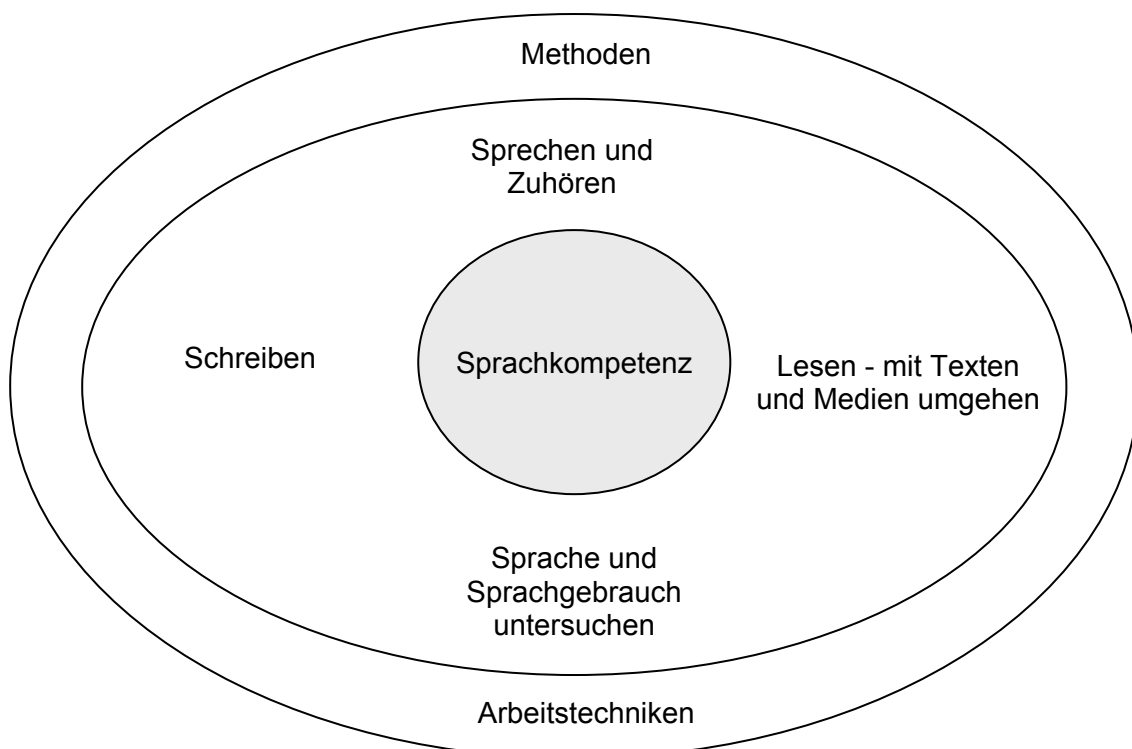 Methoden
Sprechen und
Zuhören
Schreiben
Sprachkompetenz
Lesen - mit Texten
und Medien umgehen
Sprache und
Sprachgebrauch
untersuchen
Arbeitstechniken